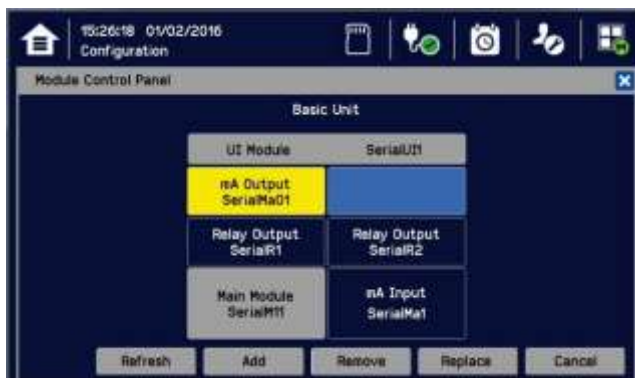 15:26:18 01/02/2016
Configuration
Module Control Panel
Basic Unit
UI Module SerialUI1
mA Output
SerialMaO1
Relay Output Relay Output
SerialR1 SerialR2
Main Module mA Input
SerialM11 SerialMa1
Refresh Add Remove Replace Cancel